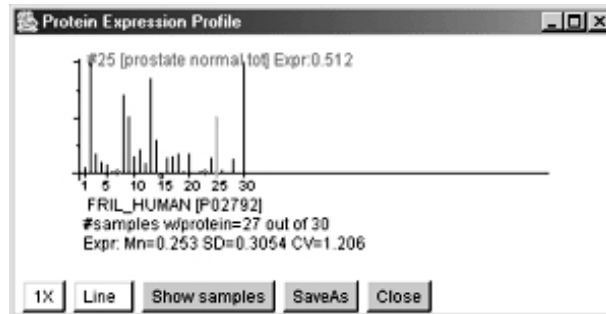 Protein Expression Profile
#25 [prostate normal tot] Expr:0.512
1 5 10 15 20 25 30
FRIL_HUMAN [P02792]
#samples w/protein=27 out of 30
Expr: Mn=0.253 SD=0.3054 CV=1.206
1X Line Show samples SaveAs Close